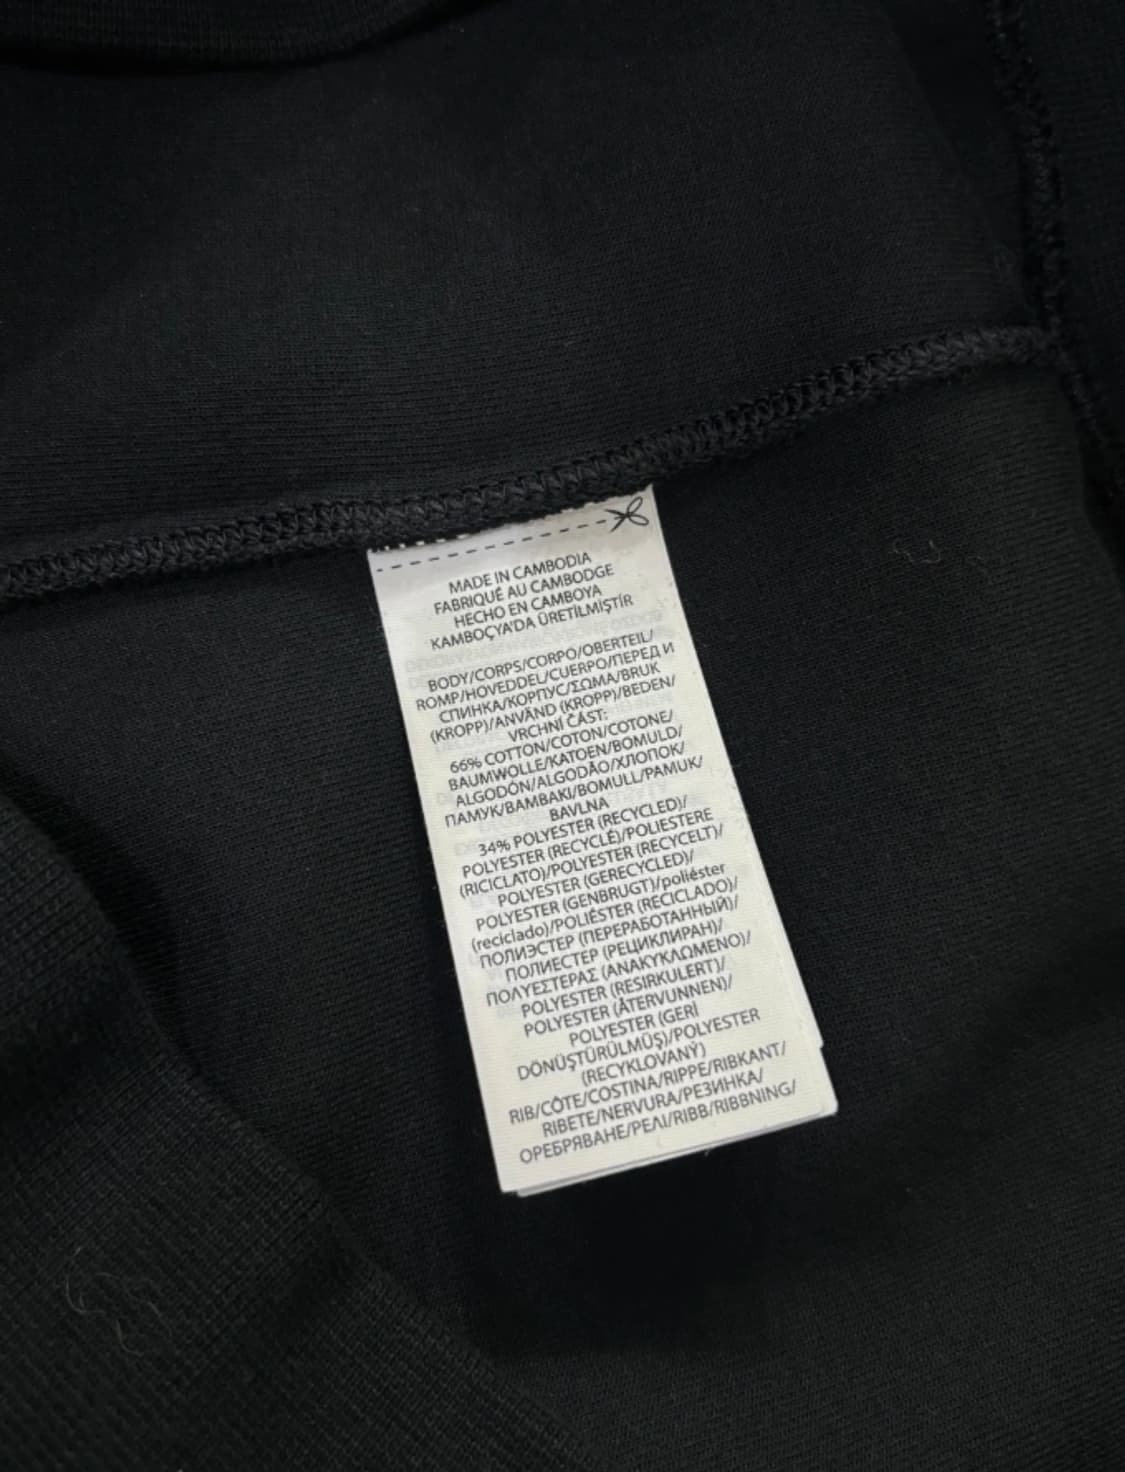 MADE IN CAMBODIA
FABRIQUÉ AU CAMBODGE
HECHO EN CAMBOYA
KAMBOÇYA'DA ÜRETİLMİŞTİR
BODY/CORPS/CORPO/OBERTEIL/
ROMP/HOVEDDEL/CUERPO/ПЕРЕД И
СПИНКА/КОРПУС/ΣΩΜΑ/BRUK
(KROPP)/ANVÄND (KROPP)/BEDEN/
VRCHNÍ ČÁST:
66% COTTON/COTON/COTONE/
BAUMWOLLE/KATOEN/BOMULD/
ALGODÓN/ALGODÃO/ХЛОПОК/
ПАМУК/ΒΑΜΒΑΚΙ/BOMULL/PAMUK/
BAVLNA
34% POLYESTER (RECYCLED)/
POLYESTER (RECYCLÉ)/POLIESTERE
(RICICLATO)/POLYESTER (RECYCELT)/
POLYESTER (GERECYCLED)/
POLYESTER (GENBRUGT)/poliéster
(reciclado)/POLIÉSTER (RECICLADO)/
ПОЛИЭСТЕР (ПЕРЕРАБОТАННЫЙ)/
ПОЛИЕСТЕР (РЕЦИКЛИРАН)/
ΠΟΛΥΕΣΤΕΡΑΣ (ΑΝΑΚΥΚΛΩΜΕΝΟ)/
POLYESTER (RESIRKULERT)/
POLYESTER (ÅTERVUNNEN)/
POLYESTER (GERİ
DÖNÜŞTÜRÜLMÜŞ)/POLYESTER
(RECYKLOVANÝ)
RIB/CÔTE/COSTINA/RIPPE/RIBKANT/
RIBETE/NERVURA/РЕЗИНКА/
ОРЕБРЯВАНЕ/ΡΕΛΙ/RIBB/RIBBNING/